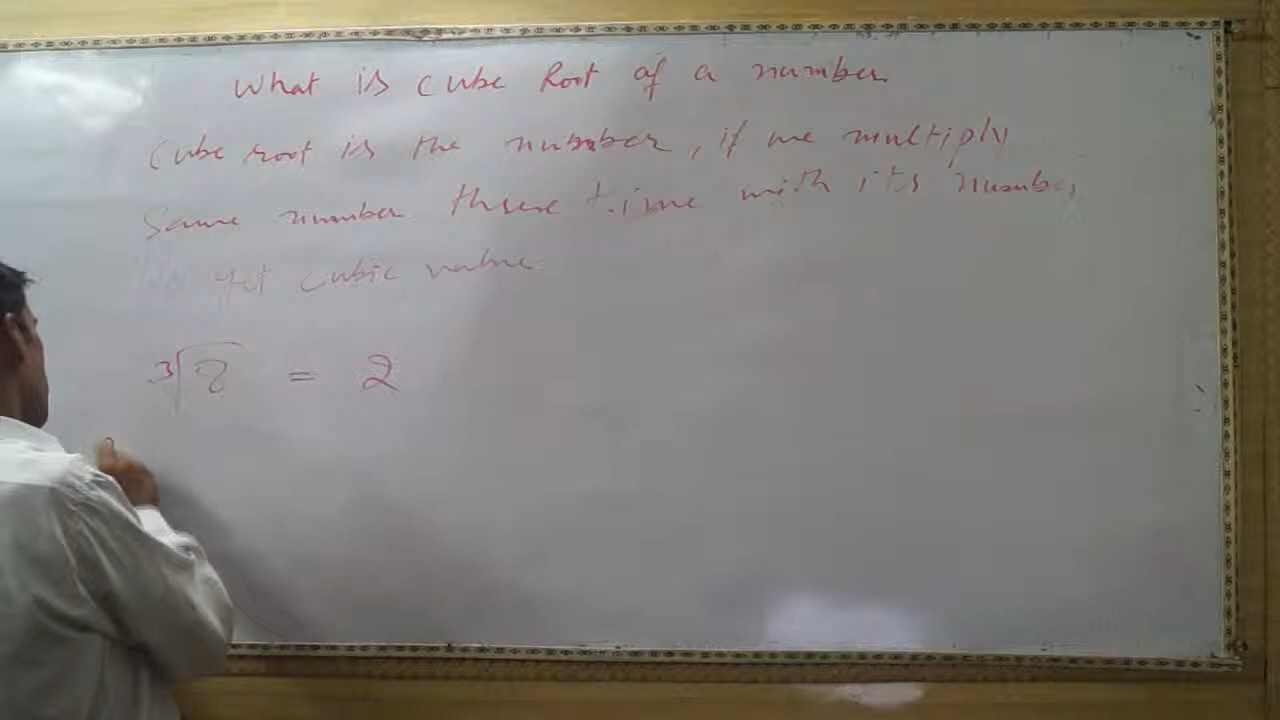 What is cube Root of a number
Cube root is the number, if we multiply
Same number three time with its number
get cubic value
∛8 = 2